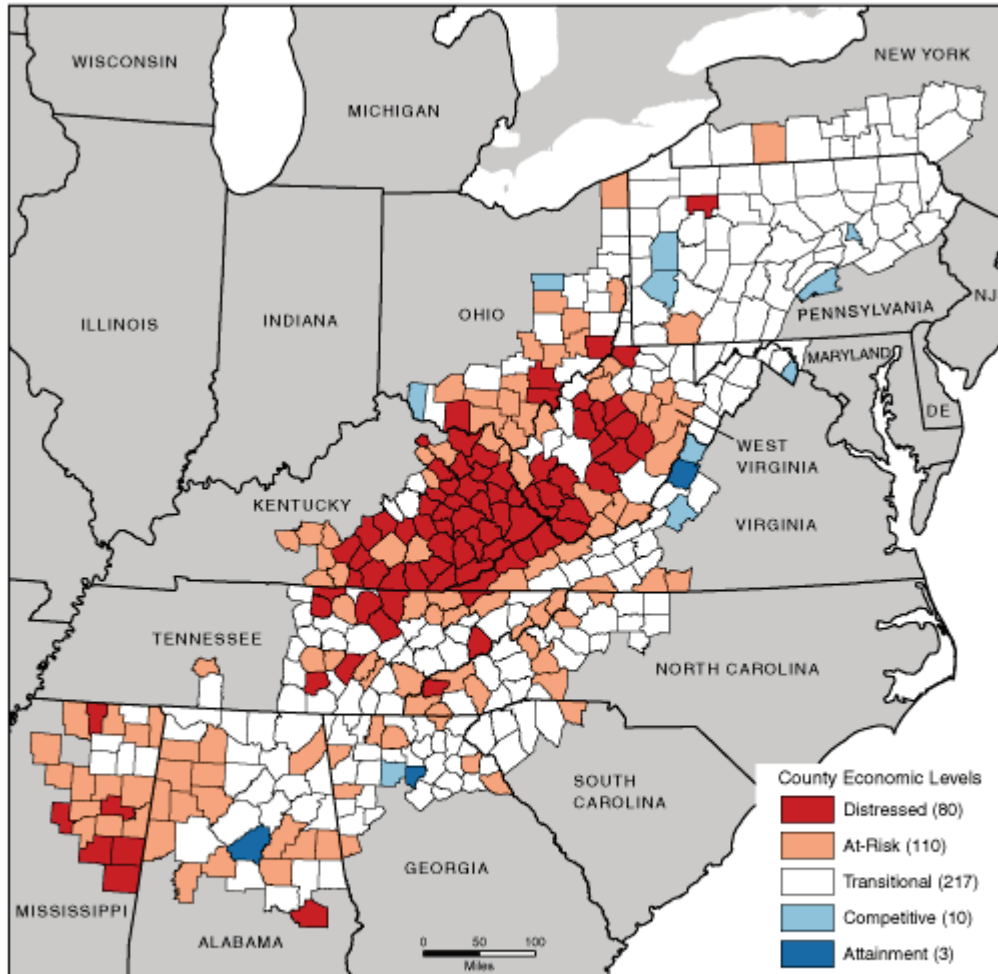 WISCONSIN
MICHIGAN
NEW YORK
ILLINOIS
INDIANA
OHIO
PENNSYLVANIA
NJ
MARYLAND
DE
WEST
VIRGINIA
KENTUCKY
VIRGINIA
TENNESSEE
NORTH CAROLINA
SOUTH
CAROLINA
GEORGIA
MISSISSIPPI
ALABAMA
0 50 100
Miles
County Economic Levels
Distressed (80)
At-Risk (110)
Transitional (217)
Competitive (10)
Attainment (3)